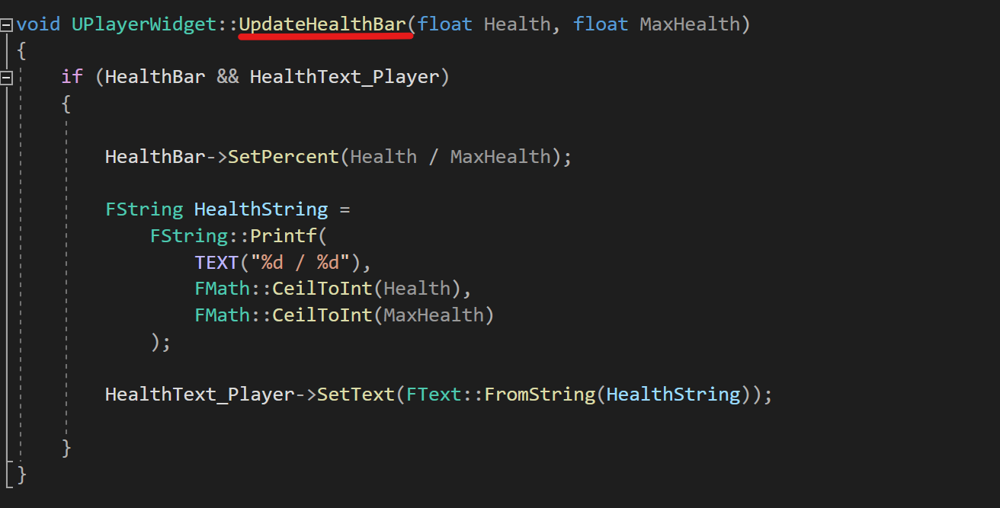 void UPlayerWidget::UpdateHealthBar(float Health, float MaxHealth)
{
if (HealthBar && HealthText_Player)
{
HealthBar->SetPercent(Health / MaxHealth);
FString HealthString =
FString::Printf(
TEXT("%d / %d"),
FMath::CeilToInt(Health),
FMath::CeilToInt(MaxHealth)
);
HealthText_Player->SetText(FText::FromString(HealthString));
}
}